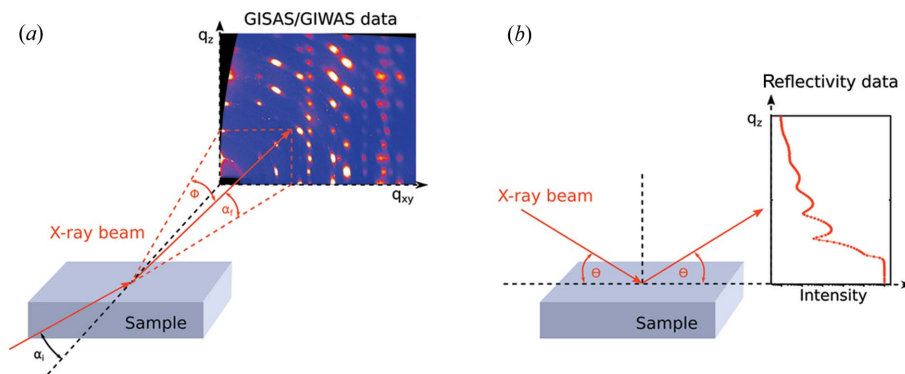 (a)
GISAS/GIWAS data
qz
Φ
αf
qxy
X-ray beam
Sample
αi
(b)
Reflectivity data
qz
X-ray beam
Θ
Θ
Intensity
Sample